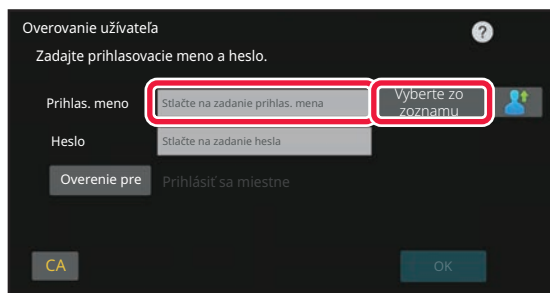 Overovanie užívateľa
?
Zadajte prihlasovacie meno a heslo.
Prihlas. meno
Stlačte na zadanie prihlas. mena
Vyberte zo
zoznamu
Heslo
Stlačte na zadanie hesla
Overenie pre
Prihlásiť sa miestne
CA
OK